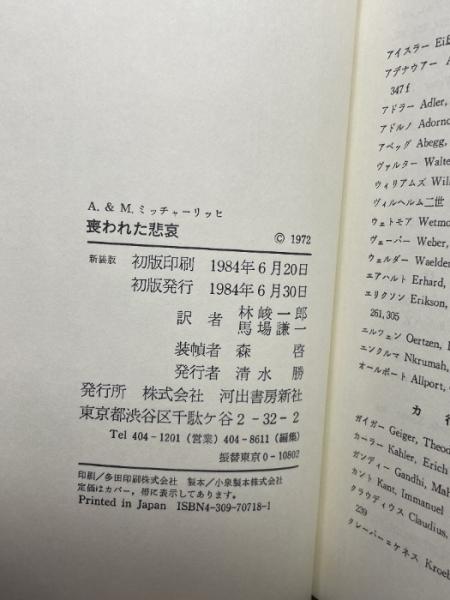 A. & M. ミッチャーリッヒ
喪われた悲哀
© 1972
新装版 初版印刷 1984年6月20日
初版発行 1984年6月30日
訳者 林峻一郎
馬場謙一
装幀者 森啓
発行者 清水勝
発行所 株式会社 河出書房新社
東京都渋谷区千駄ケ谷2-32-2
Tel 404-1201(営業) 404-8611(編集)
振替東京0-10802
印刷/多田印刷株式会社 製本/小泉製本株式会社
定価はカバー,帯に表示してあります。
Printed in Japan ISBN4-309-70718-1
アイスラー
アデナウアー
347f
アドラー Adler,
アドルノ Adorno
アベッグ Abegg,
ヴァルター Walte
ウィリアムズ Wil
ヴィルヘルム二世
ウェトモア Wetmo
ヴェーバー Weber,
ウェルダー Waelder
エアハルト Erhard,
エリクソン Erikson,
261, 305
エルツェン Oertzen,
エンクルマ Nkrumah,
オールポート Allport,
カ行
ガイガー Geiger, Theod
カーラー Kahler, Erich
ガンディー Gandhi, Mah
カント Kant, Immanuel
クラウディウス Claudius,
239
クレーバー=ケネス Kroeb